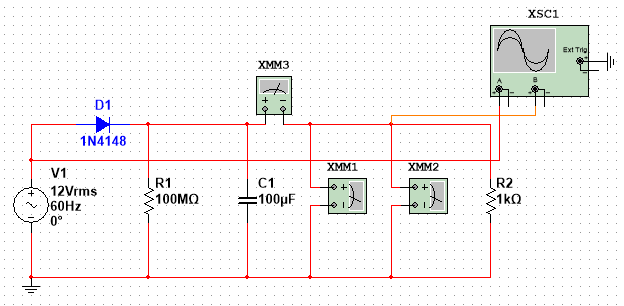 XSC1
Ext Trig
+
−
A
B
+ − + −
XMM3
+ −
D1
1N4148
XMM1
XMM2
V1
12Vrms
60Hz
0°
R1
100MΩ
C1
100µF
+
+
R2
1kΩ